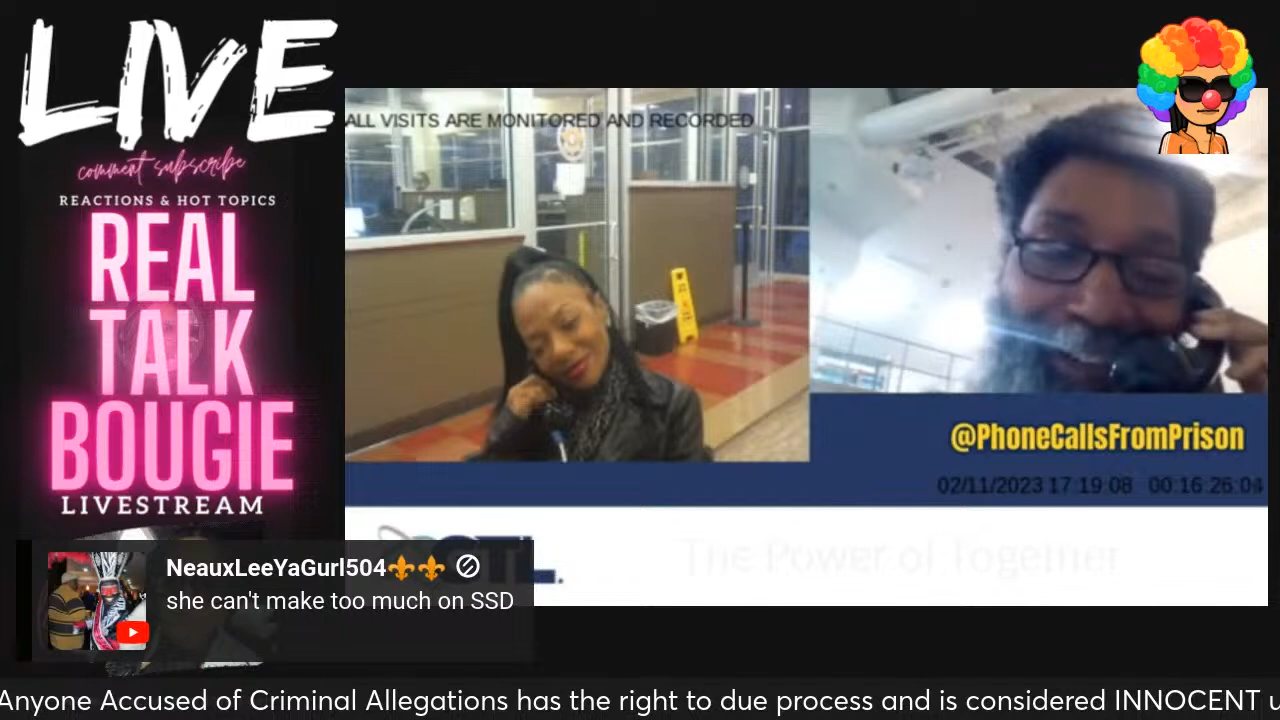 LIVE
comment subscribe
REACTIONS & HOT TOPICS
REAL
TALK
BOUGIE
LIVESTREAM
ALL VISITS ARE MONITORED AND RECORDED
@PhoneCallsFromPrison
02/11/2023 17:19:08 00:16:26:04
GTL.
The Power of Together
NeauxLeeYaGurl504⚜️⚜️
she can't make too much on SSD
Anyone Accused of Criminal Allegations has the right to due process and is considered INNOCENT u